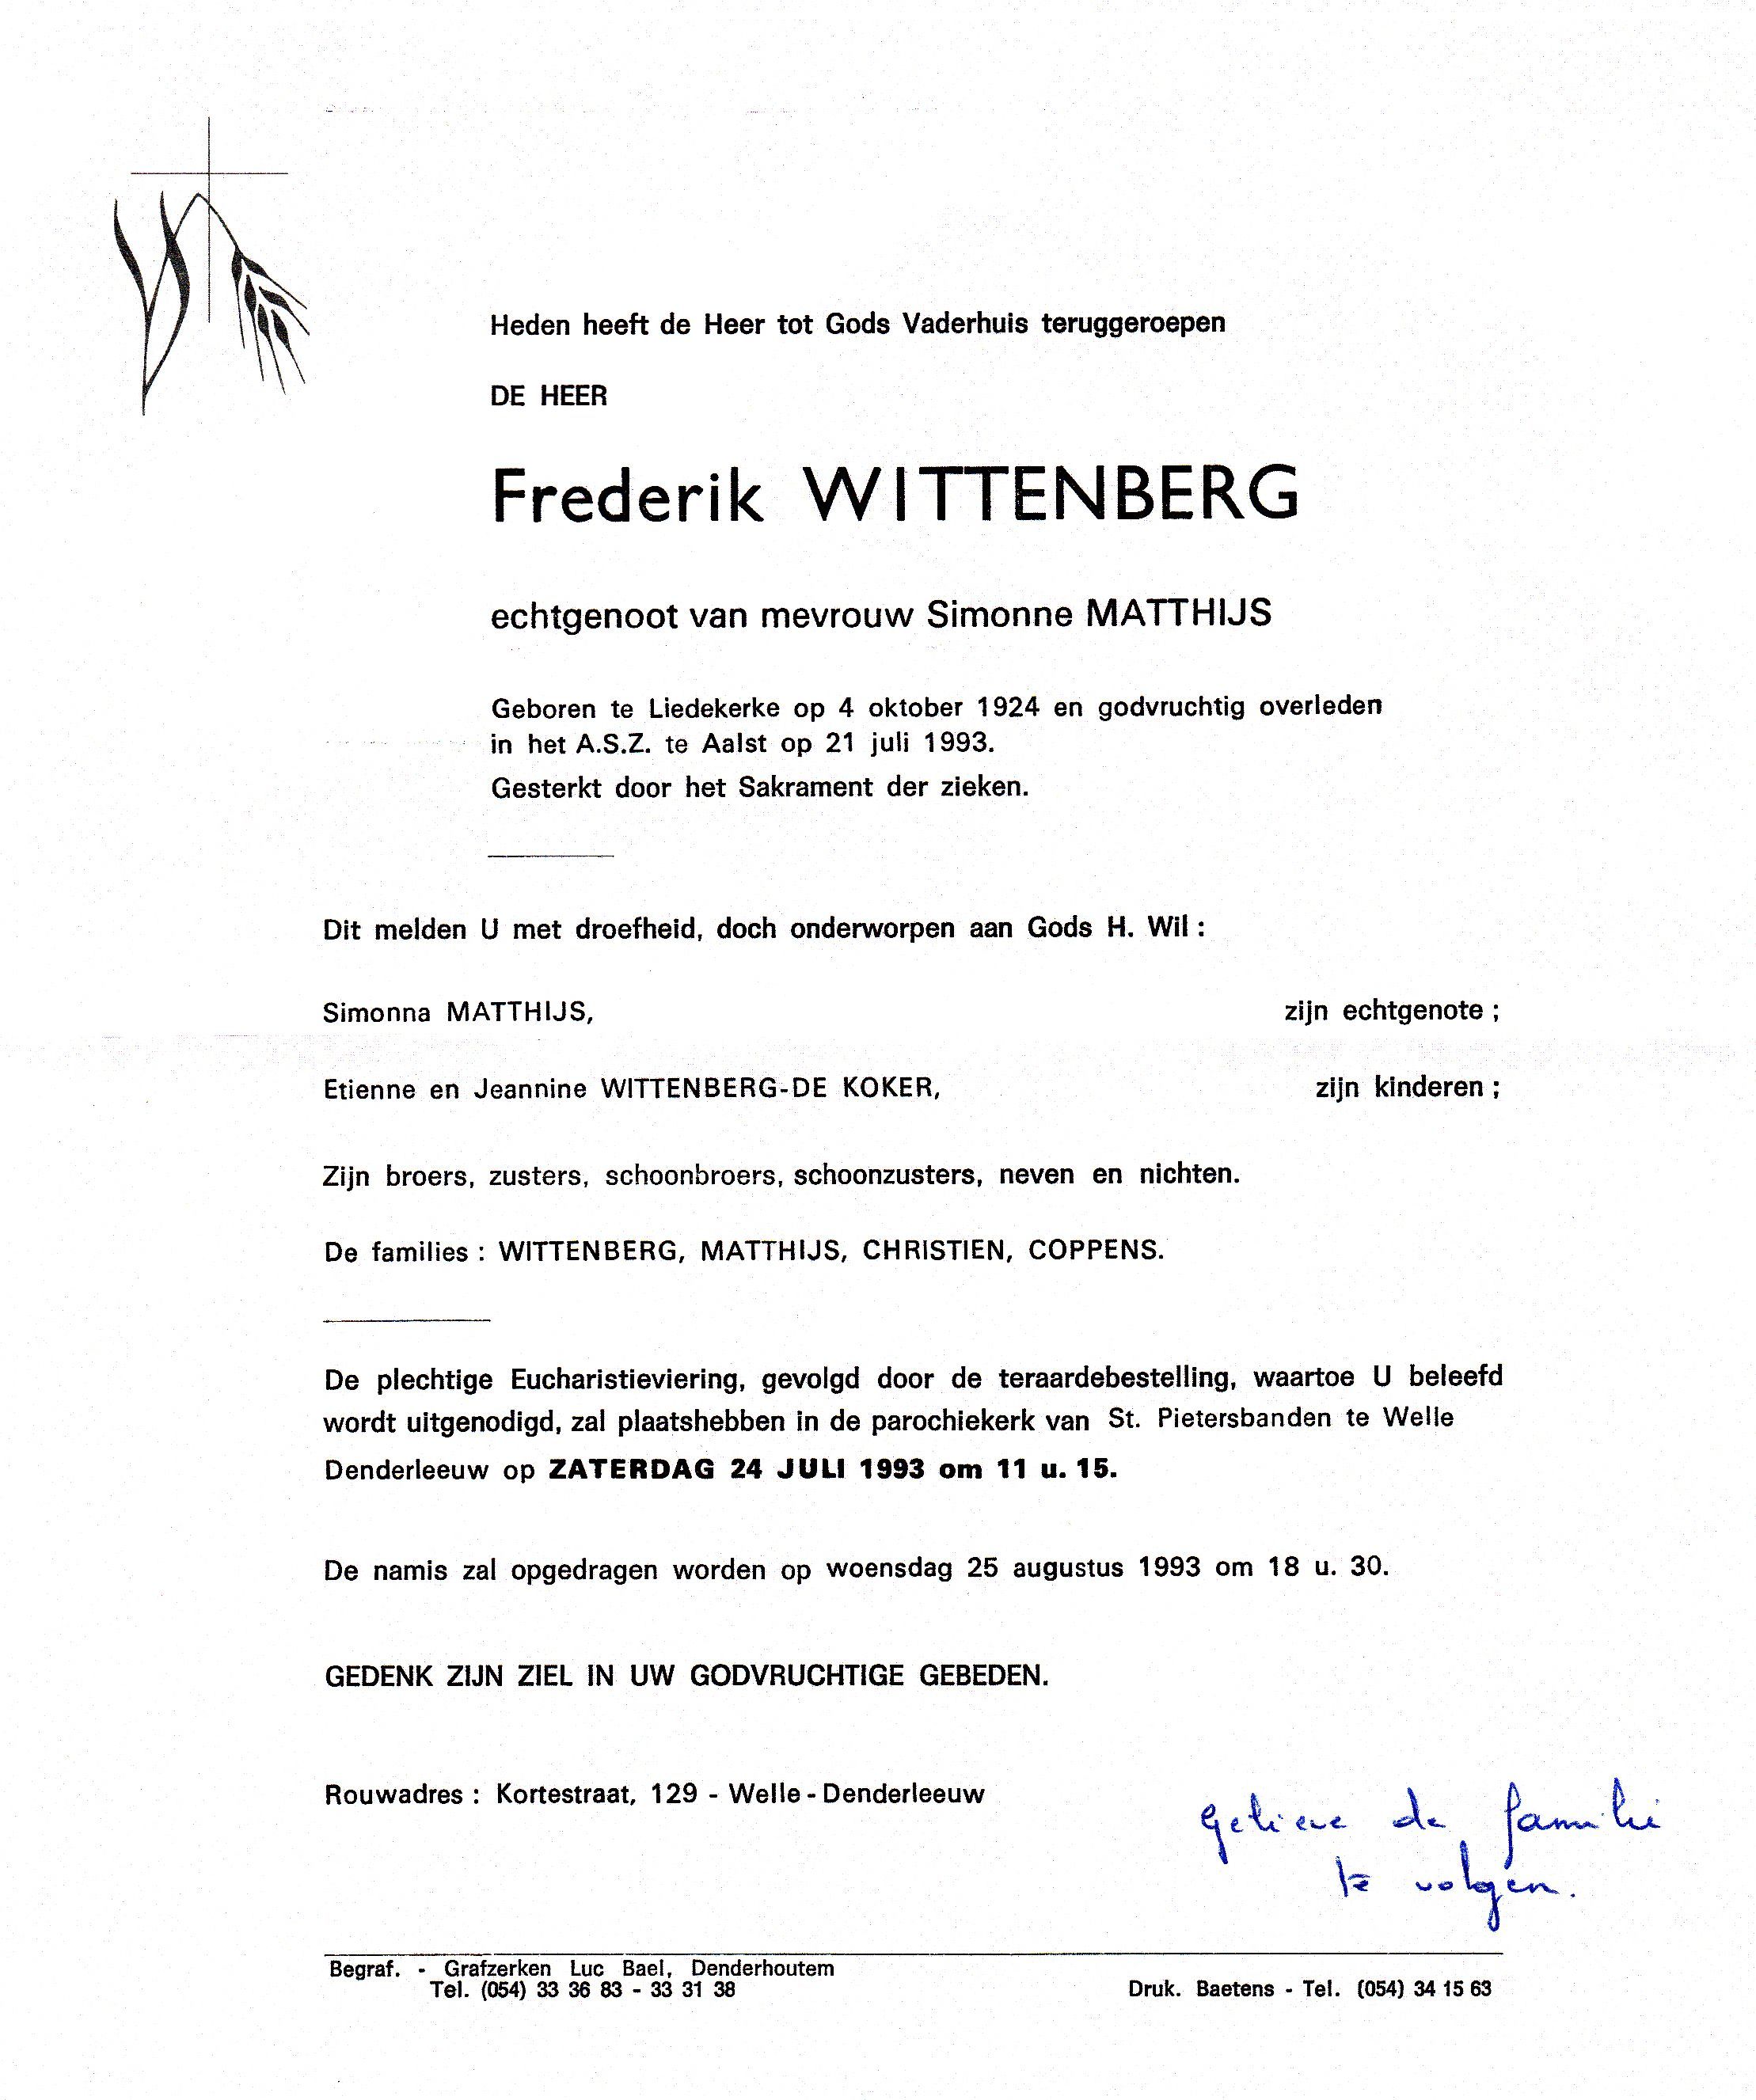 Heden heeft de Heer tot Gods Vaderhuis teruggeroepen
DE HEER
Frederik WITTENBERG
echtgenoot van mevrouw Simonne MATTHIJS
Geboren te Liedekerke op 4 oktober 1924 en godvruchtig overleden
in het A.S.Z. te Aalst op 21 juli 1993.
Gesterkt door het Sakrament der zieken.
Dit melden U met droefheid, doch onderworpen aan Gods H. Wil :
Simonna MATTHIJS, zijn echtgenote ;
Etienne en Jeannine WITTENBERG-DE KOKER, zijn kinderen ;
Zijn broers, zusters, schoonbroers, schoonzusters, neven en nichten.
De families : WITTENBERG, MATTHIJS, CHRISTIEN, COPPENS.
De plechtige Eucharistieviering, gevolgd door de teraardebestelling, waartoe U beleefd
wordt uitgenodigd, zal plaatshebben in de parochiekerk van St. Pietersbanden te Welle
Denderleeuw op ZATERDAG 24 JULI 1993 om 11 u. 15.
De namis zal opgedragen worden op woensdag 25 augustus 1993 om 18 u. 30.
GEDENK ZIJN ZIEL IN UW GODVRUCHTIGE GEBEDEN.
Rouwadres : Kortestraat, 129 - Welle - Denderleeuw
Gelieve de familie
te volgen.
Begraf. - Grafzerken Luc Bael, Denderhoutem
Tel. (054) 33 36 83 - 33 31 38
Druk. Baetens - Tel. (054) 34 15 63